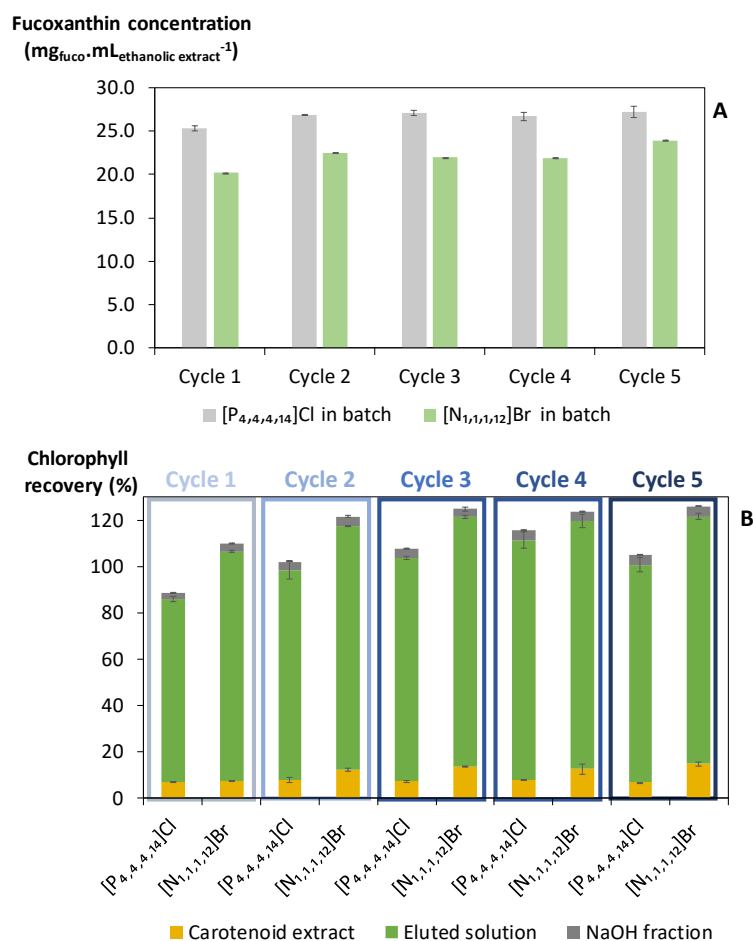 Fucoxanthin concentration
(mg_fuco.mL_ethanolic extract^-1)
A
30.0
25.0
20.0
15.0
10.0
5.0
0.0
Cycle 1 Cycle 2 Cycle 3 Cycle 4 Cycle 5
[P₄,₄,₄,₁₄]Cl in batch [N₁,₁,₁,₁₂]Br in batch
Chlorophyll
recovery (%)
Cycle 1 Cycle 2 Cycle 3 Cycle 4 Cycle 5
B
120
100
80
60
40
20
0
[P₄,₄,₄,₁₄]Cl [N₁,₁,₁,₁₂]Br [P₄,₄,₄,₁₄]Cl [N₁,₁,₁,₁₂]Br [P₄,₄,₄,₁₄]Cl [N₁,₁,₁,₁₂]Br [P₄,₄,₄,₁₄]Cl [N₁,₁,₁,₁₂]Br [P₄,₄,₄,₁₄]Cl [N₁,₁,₁,₁₂]Br
Carotenoid extract Eluted solution NaOH fraction